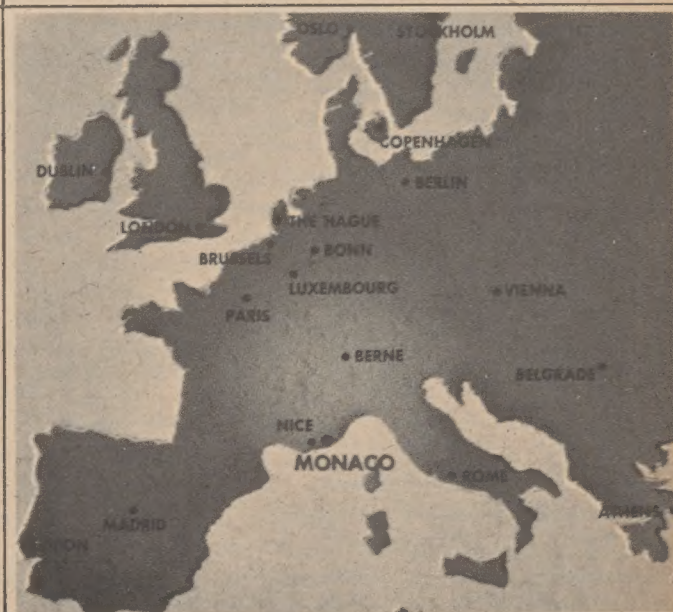 OSLO
STOCKHOLM
COPENHAGEN
DUBLIN
BERLIN
LONDON
THE HAGUE
BRUSSELS
BONN
LUXEMBOURG
VIENNA
PARIS
BERNE
BELGRADE
NICE
MONACO
ROME
MADRID
ATHENS